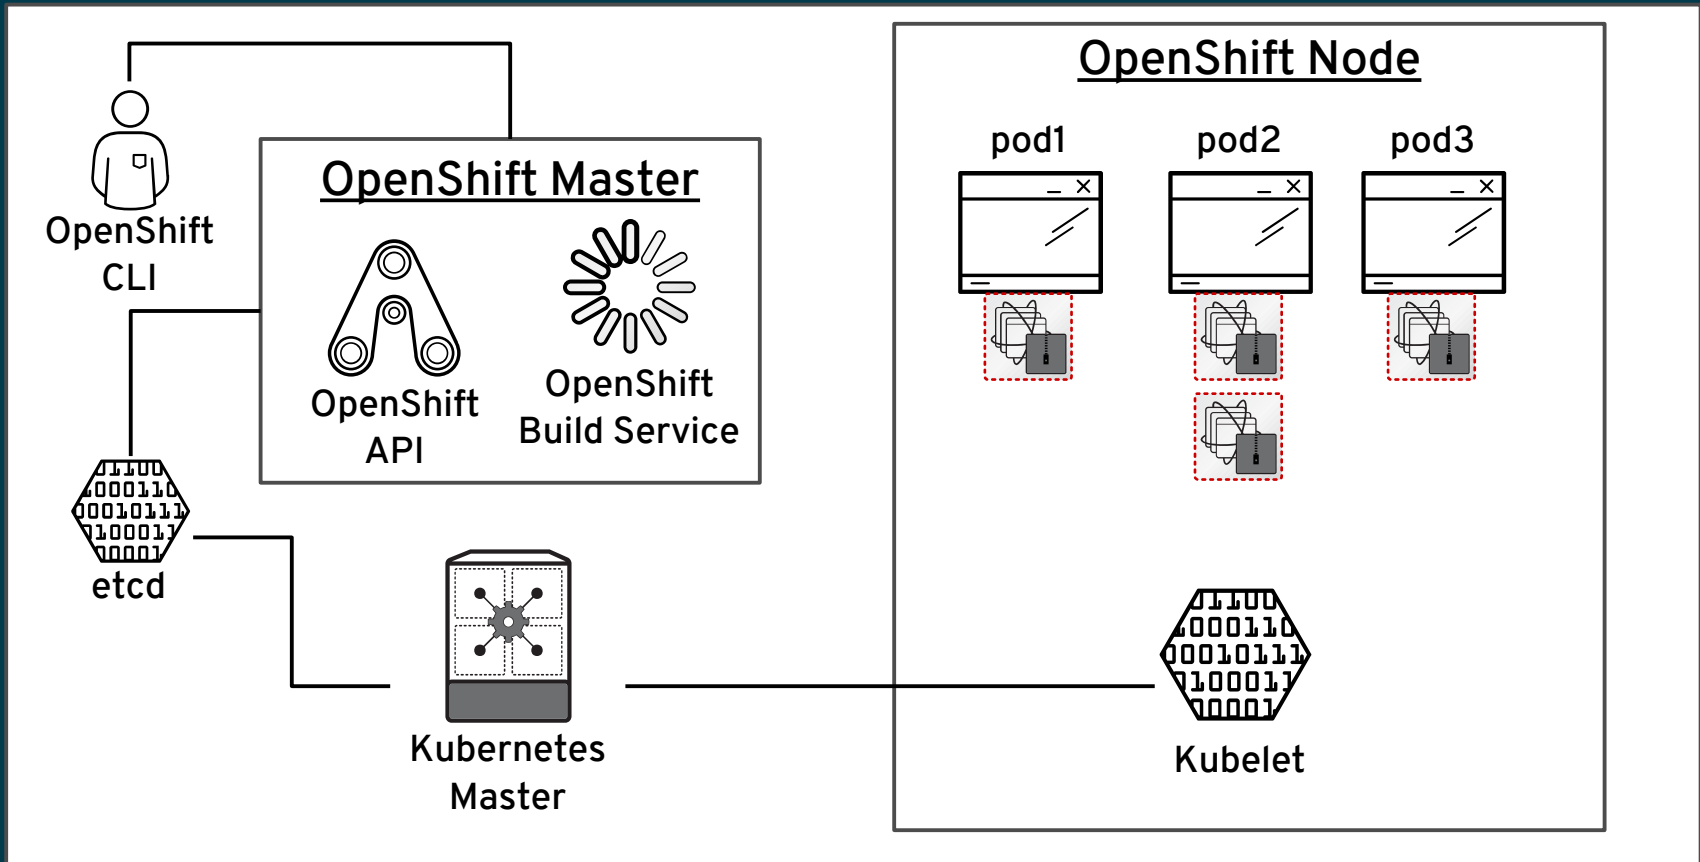 OpenShift
CLI
OpenShift Master
OpenShift
API
OpenShift
Build Service
etcd
Kubernetes
Master
OpenShift Node
pod1
pod2
pod3
Kubelet